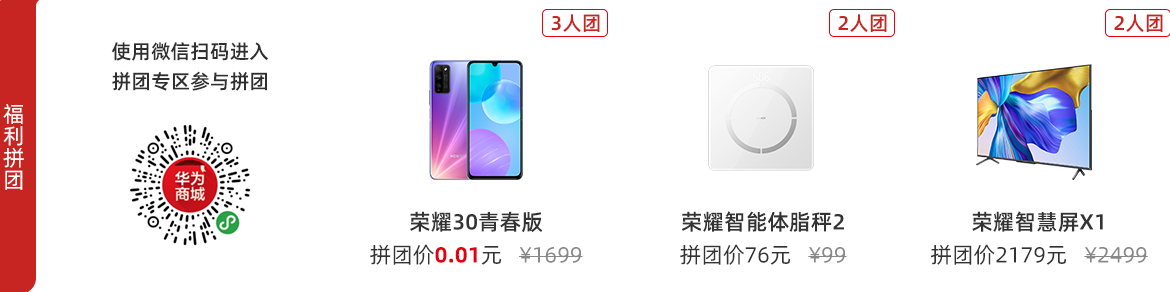 福利拼团
使用微信扫码进入
拼团专区参与拼团
华为
商城
3人团
荣耀30青春版
拼团价0.01元 ¥1699
2人团
荣耀智能体脂秤2
拼团价76元 ¥99
2人团
荣耀智慧屏X1
拼团价2179元 ¥2499